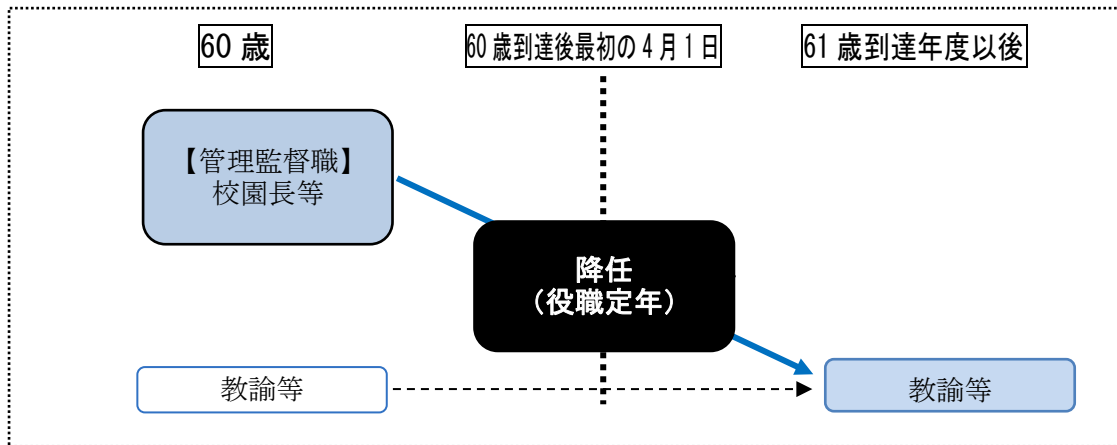 60 歳
60 歳到達後最初の 4 月 1 日
61 歳到達年度以後
【管理監督職】
校園長等
降任
（役職定年）
教諭等
教諭等